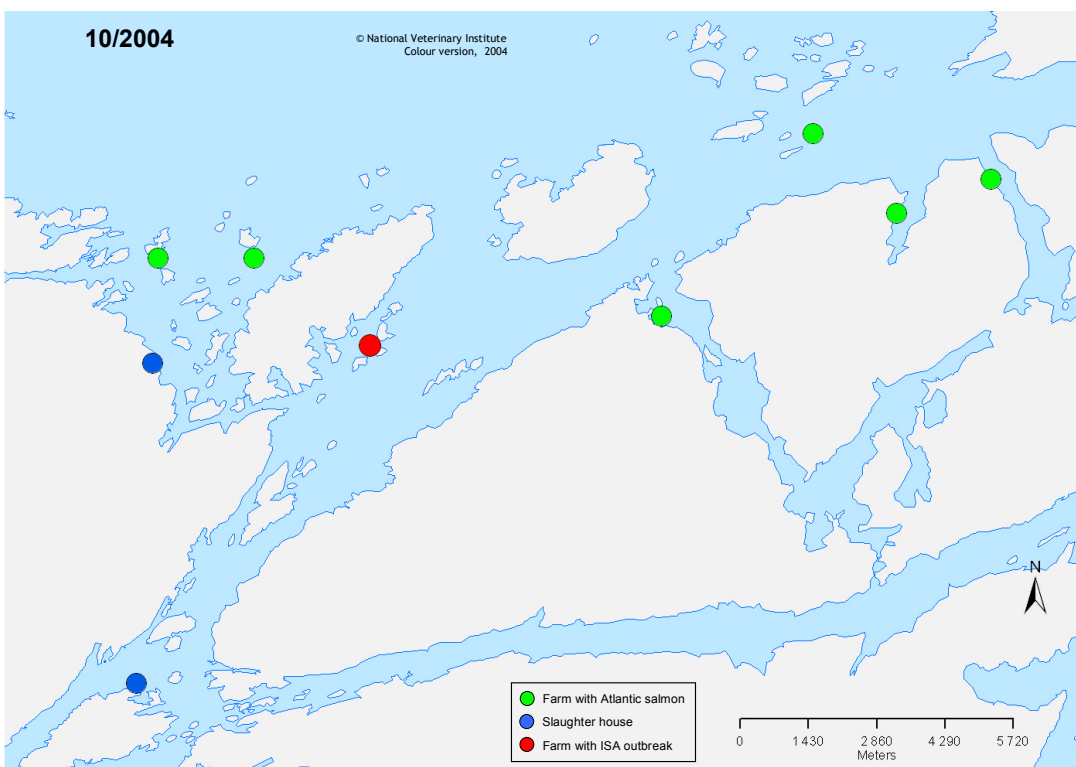 10/2004
© National Veterinary Institute
Colour version, 2004
N
Farm with Atlantic salmon
Slaughter house
Farm with ISA outbreak
0 1 430 2 860 4 290 5 720
Meters